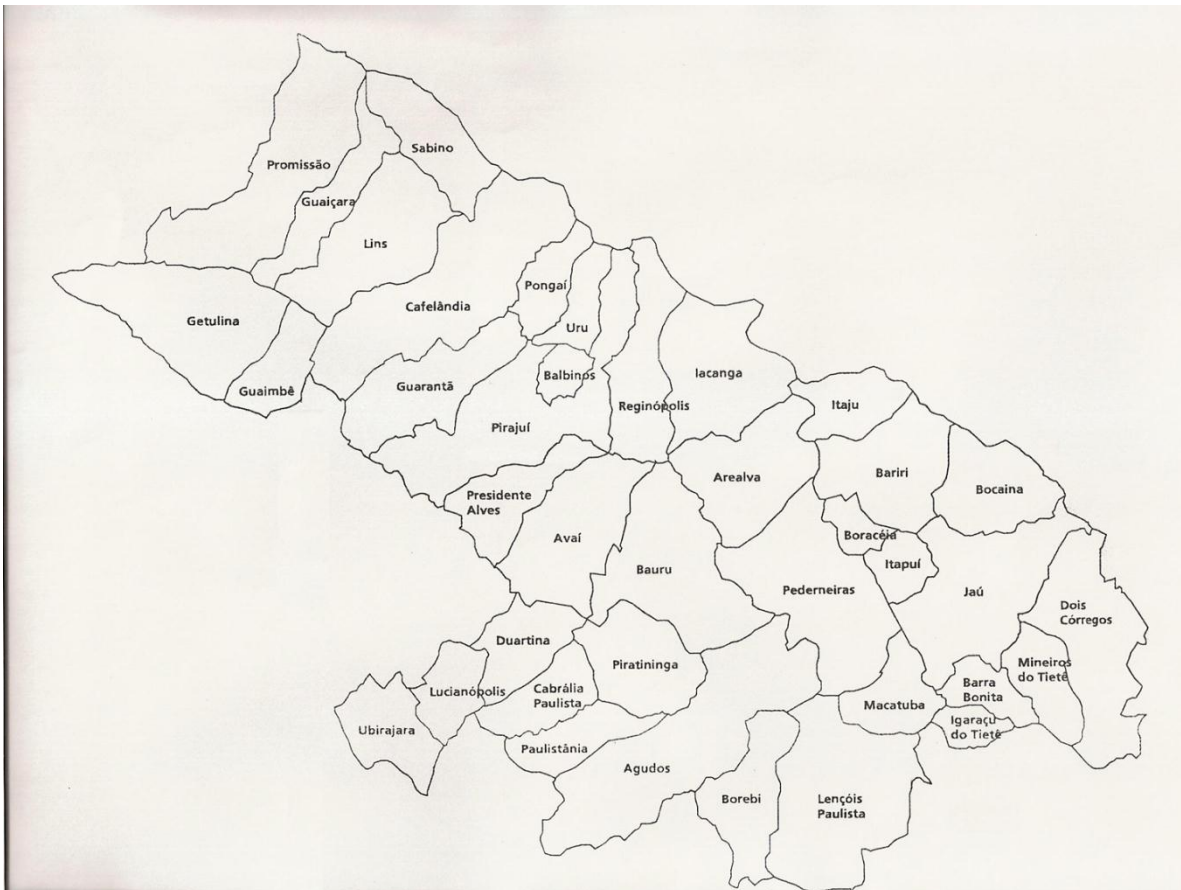 Sabino
Promissão
Guaiçara
Lins
Pongaí
Cafelândia
Getulina
Uru
Iacanga
Balbinos
Guarantã
Guaimbê
Reginópolis
Itaju
Pirajuí
Arealva
Bariri
Bocaina
Presidente
Alves
Avaí
Boracéia
Itapuí
Bauru
Pederneiras
Jaú
Dois
Córregos
Duartina
Piratininga
Mineiros
do Tietê
Lucianópolis
Cabrália
Paulista
Barra
Bonita
Macatuba
Igaraçu
do Tietê
Ubirajara
Paulistânia
Agudos
Borebi
Lençóis
Paulista